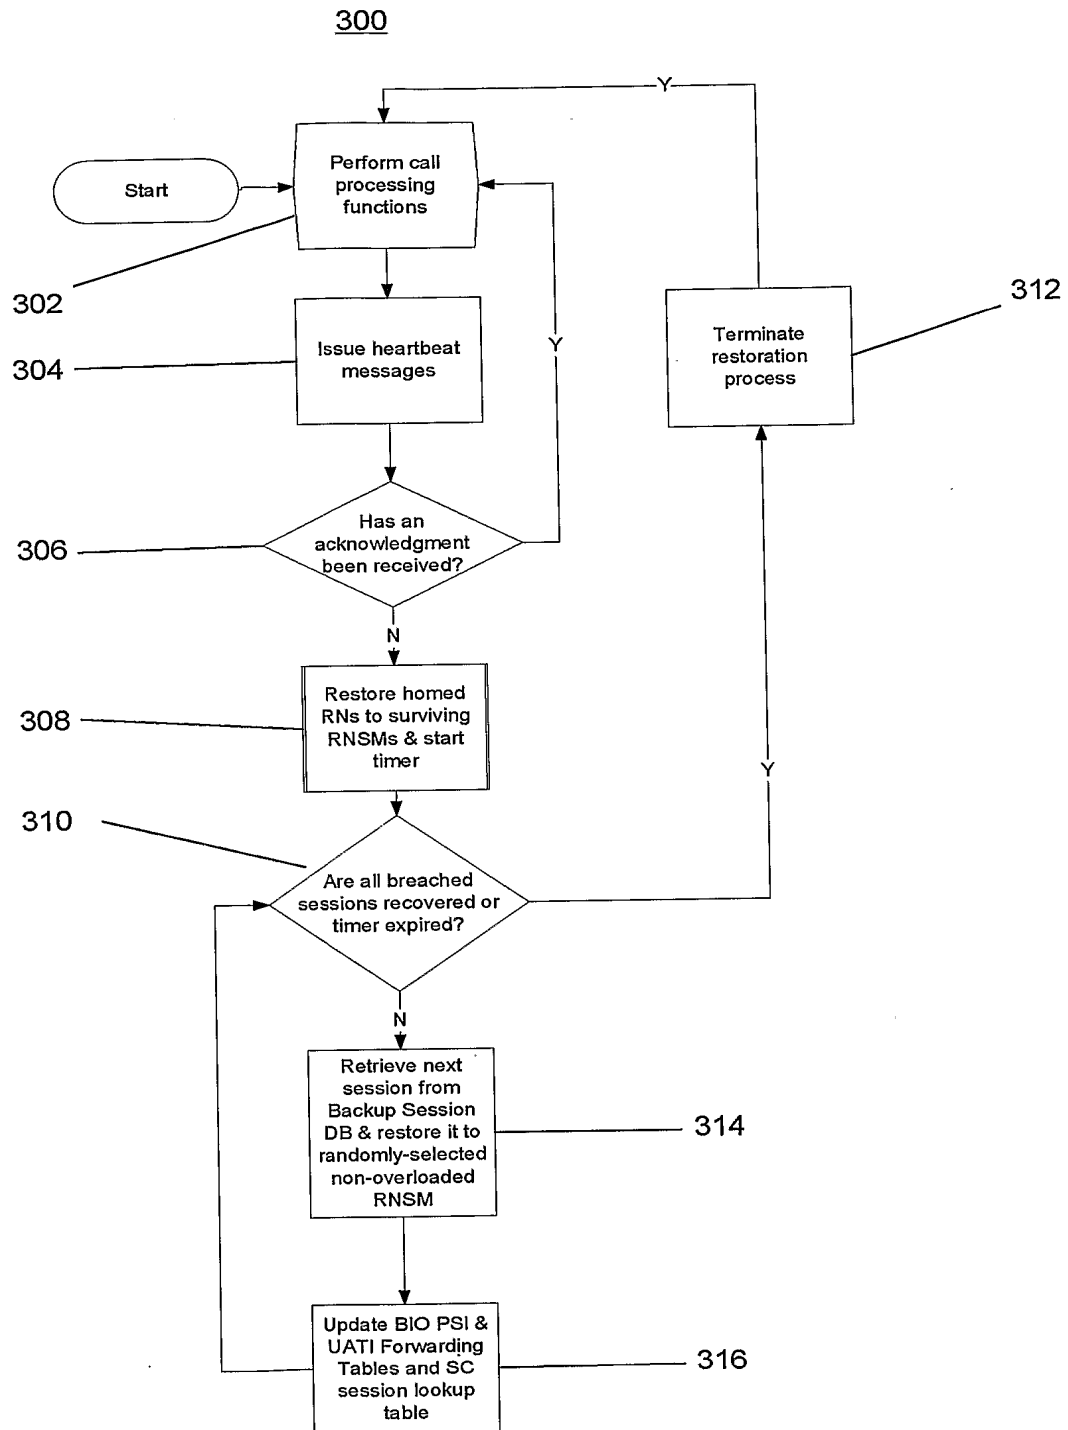 300
Y
Start
Perform call
processing
functions
302
312
Terminate
restoration
process
Issue heartbeat
messages
Y
304
Has an
acknowledgment
been received?
306
N
Restore homed
RNs to surviving
RNSMs & start
timer
308
Y
310
Are all breached
sessions recovered or
timer expired?
N
Retrieve next
session from
Backup Session
DB & restore it to
randomly-selected
non-overloaded
RNSM
314
Update BIO PSI &
UATI Forwarding
Tables and SC
session lookup
table
316